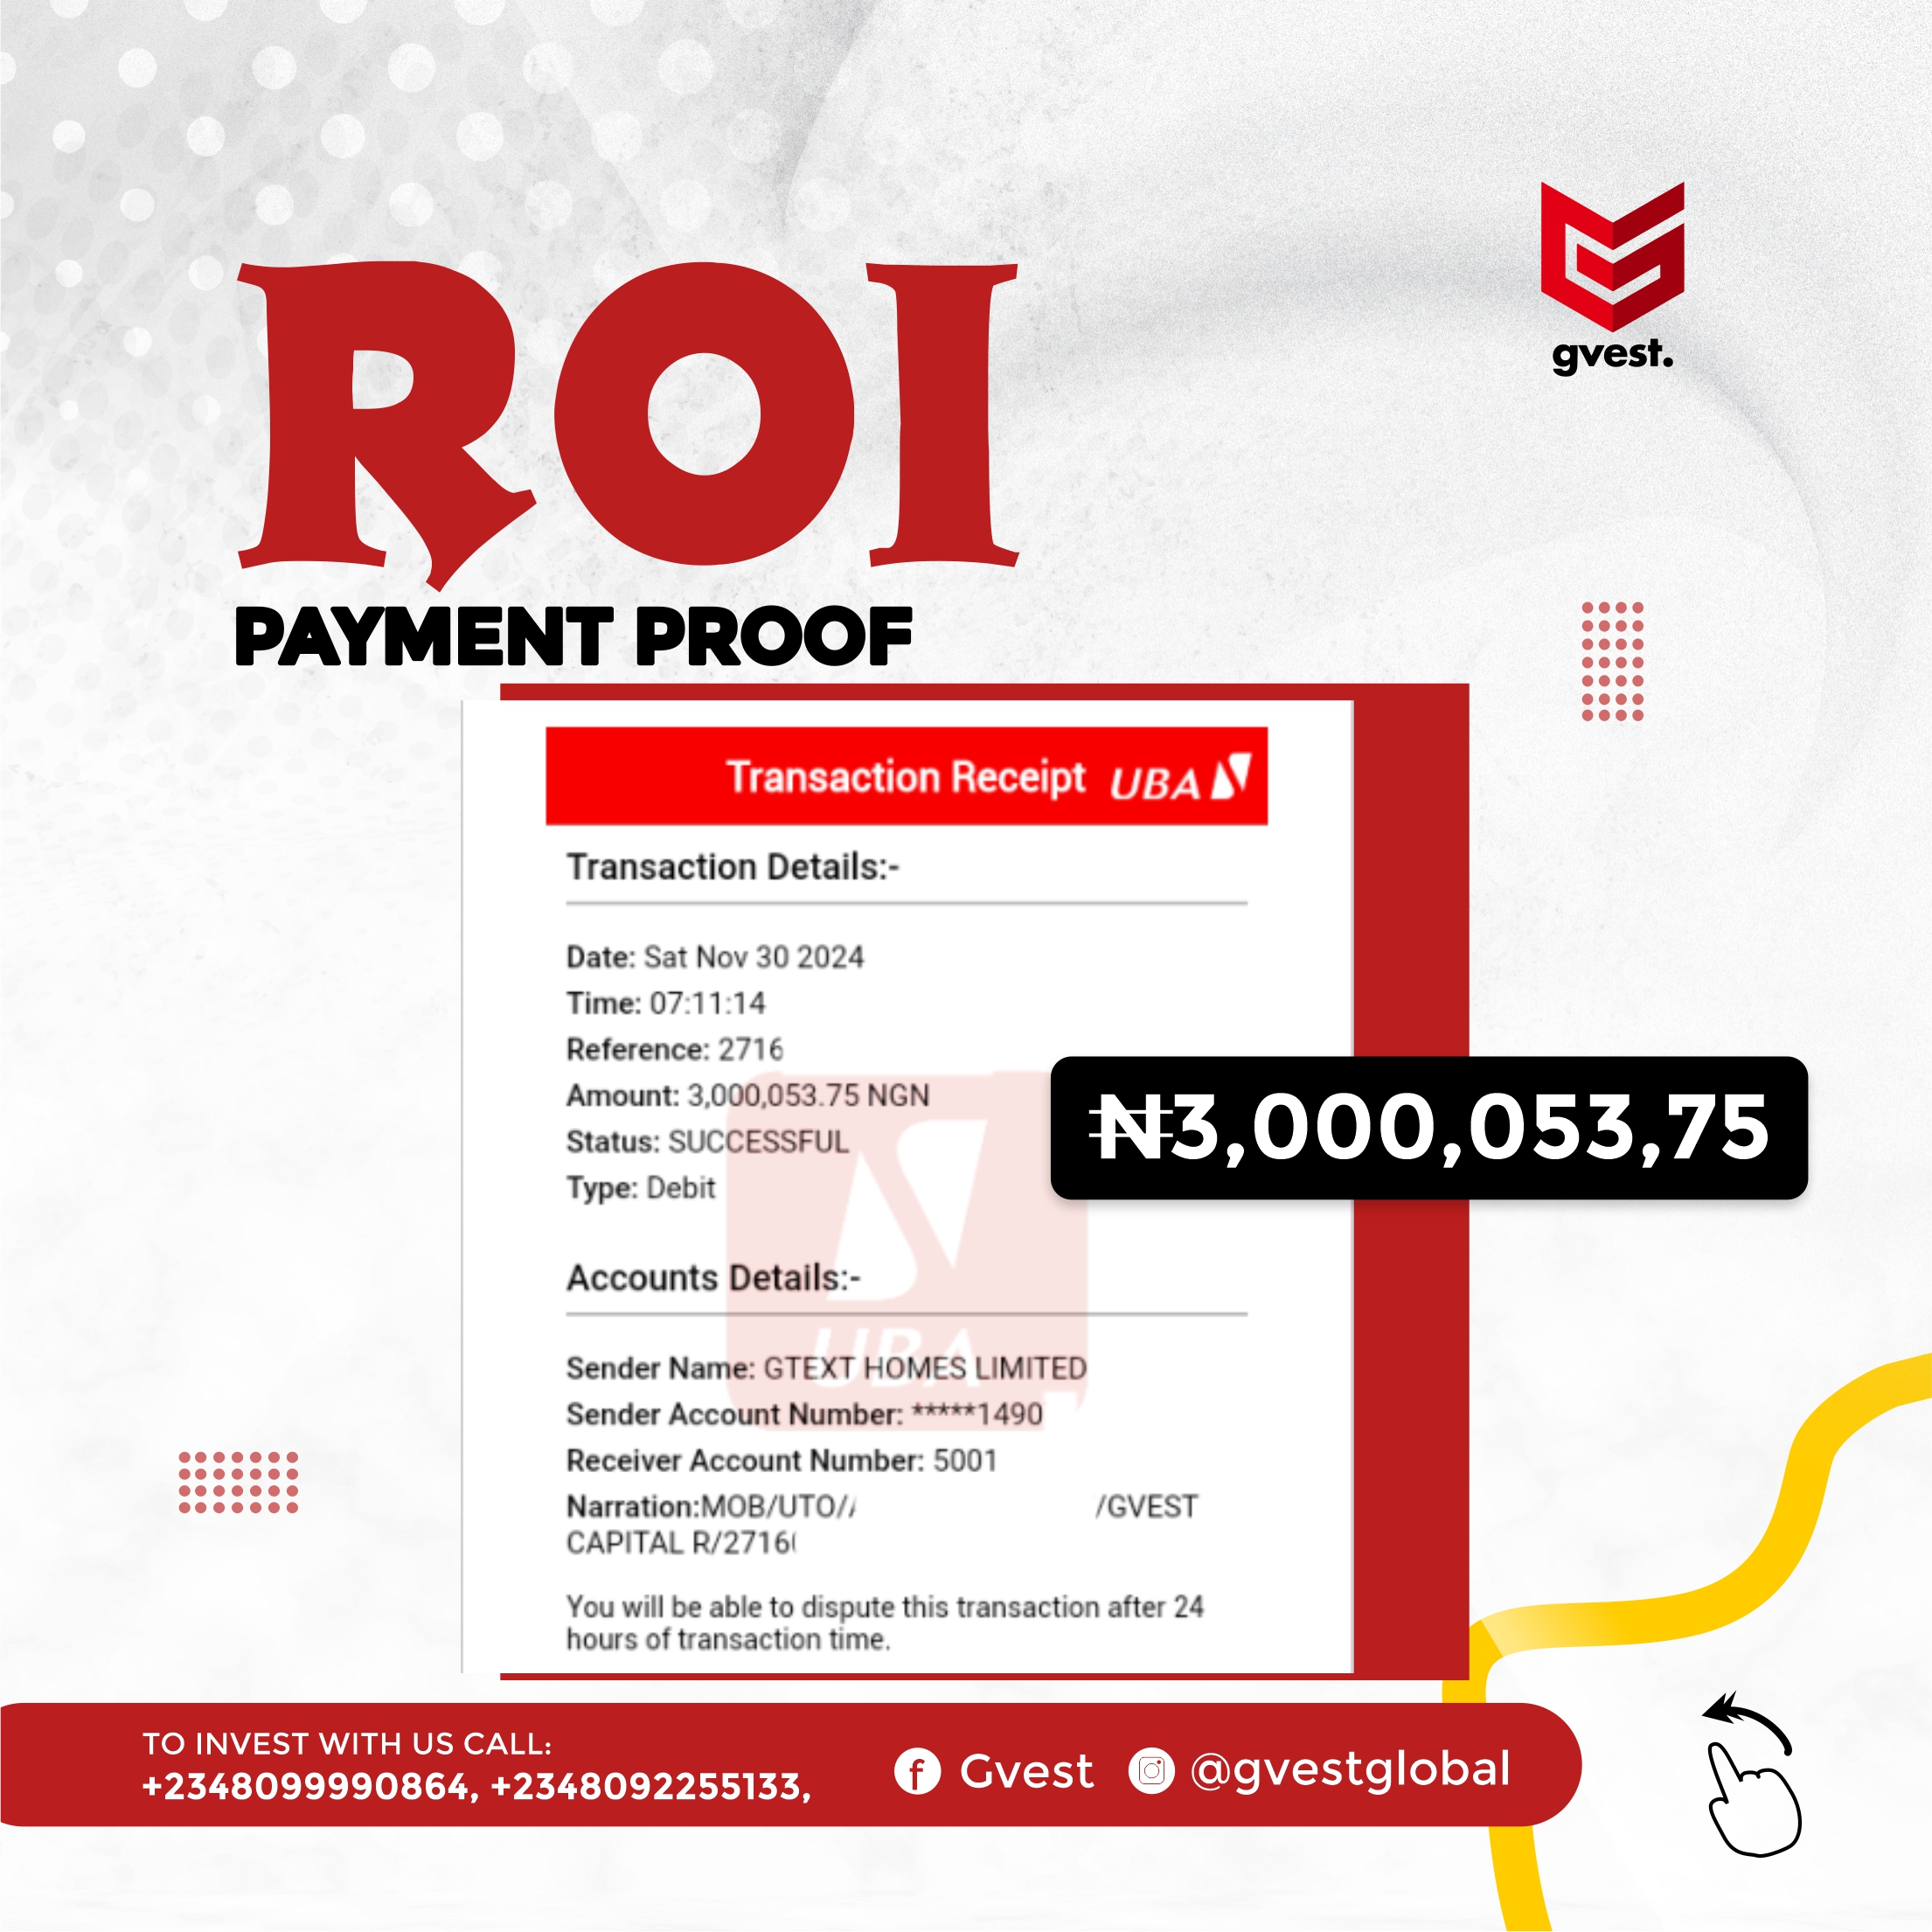 gvest.
ROI
PAYMENT PROOF
Transaction Receipt UBA
Transaction Details:-
Date: Sat Nov 30 2024
Time: 07:11:14
Reference: 2716
Amount: 3,000,053.75 NGN
₦3,000,053,75
Status: SUCCESSFUL
Type: Debit
Accounts Details:-
UBA
Sender Name: GTEXT HOMES LIMITED
Sender Account Number: *****1490
Receiver Account Number: 5001
Narration:MOB/UTO// /GVEST
CAPITAL R/2716
You will be able to dispute this transaction after 24
hours of transaction time.
TO INVEST WITH US CALL:
+2348099990864, +2348092255133,
Gvest @gvestglobal